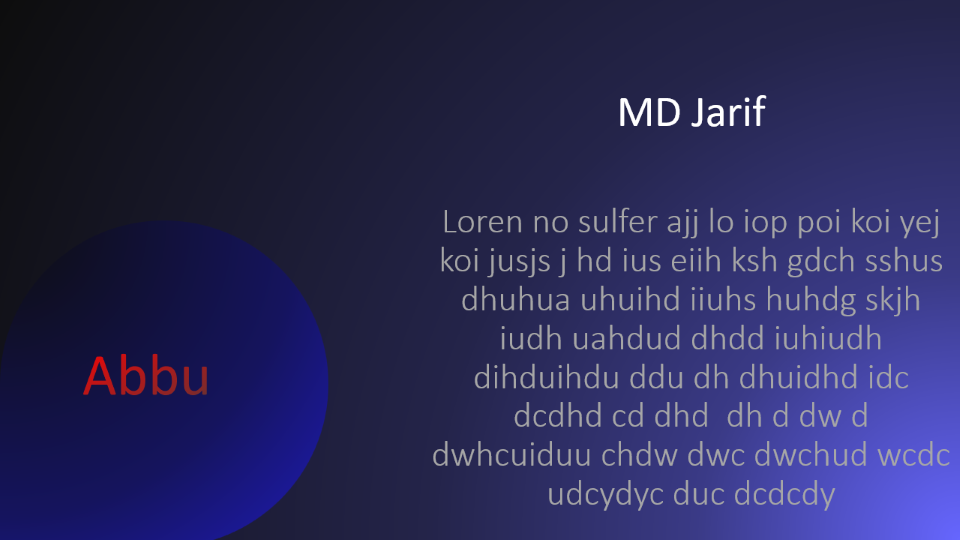 MD Jarif
Loren no sulfer ajj lo iop poi koi yej
koi jusjs j hd ius eiih ksh gdch sshus
dhuhua uhuihd iiuhs huhdg skjh
iudh uahdud dhdd iuhiudh
dihduihdu ddu dh dhuidhd idc
dcdhd cd dhd  dh d dw d
dwhcuiduu chdw dwc dwchud wcdc
udcydyc duc dcdcdy
Abbu